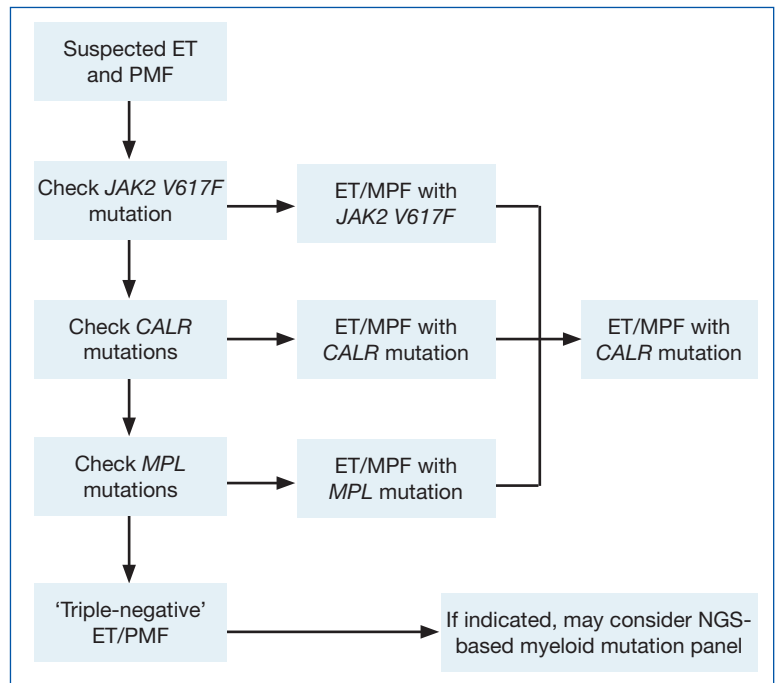 Suspected ET
and PMF
Check JAK2 V617F
mutation
ET/MPF with
JAK2 V617F
Check CALR
mutations
ET/MPF with
CALR mutation
ET/MPF with
CALR mutation
Check MPL
mutations
ET/MPF with
MPL mutation
‘Triple-negative’
ET/PMF
If indicated, may consider NGS-
based myeloid mutation panel